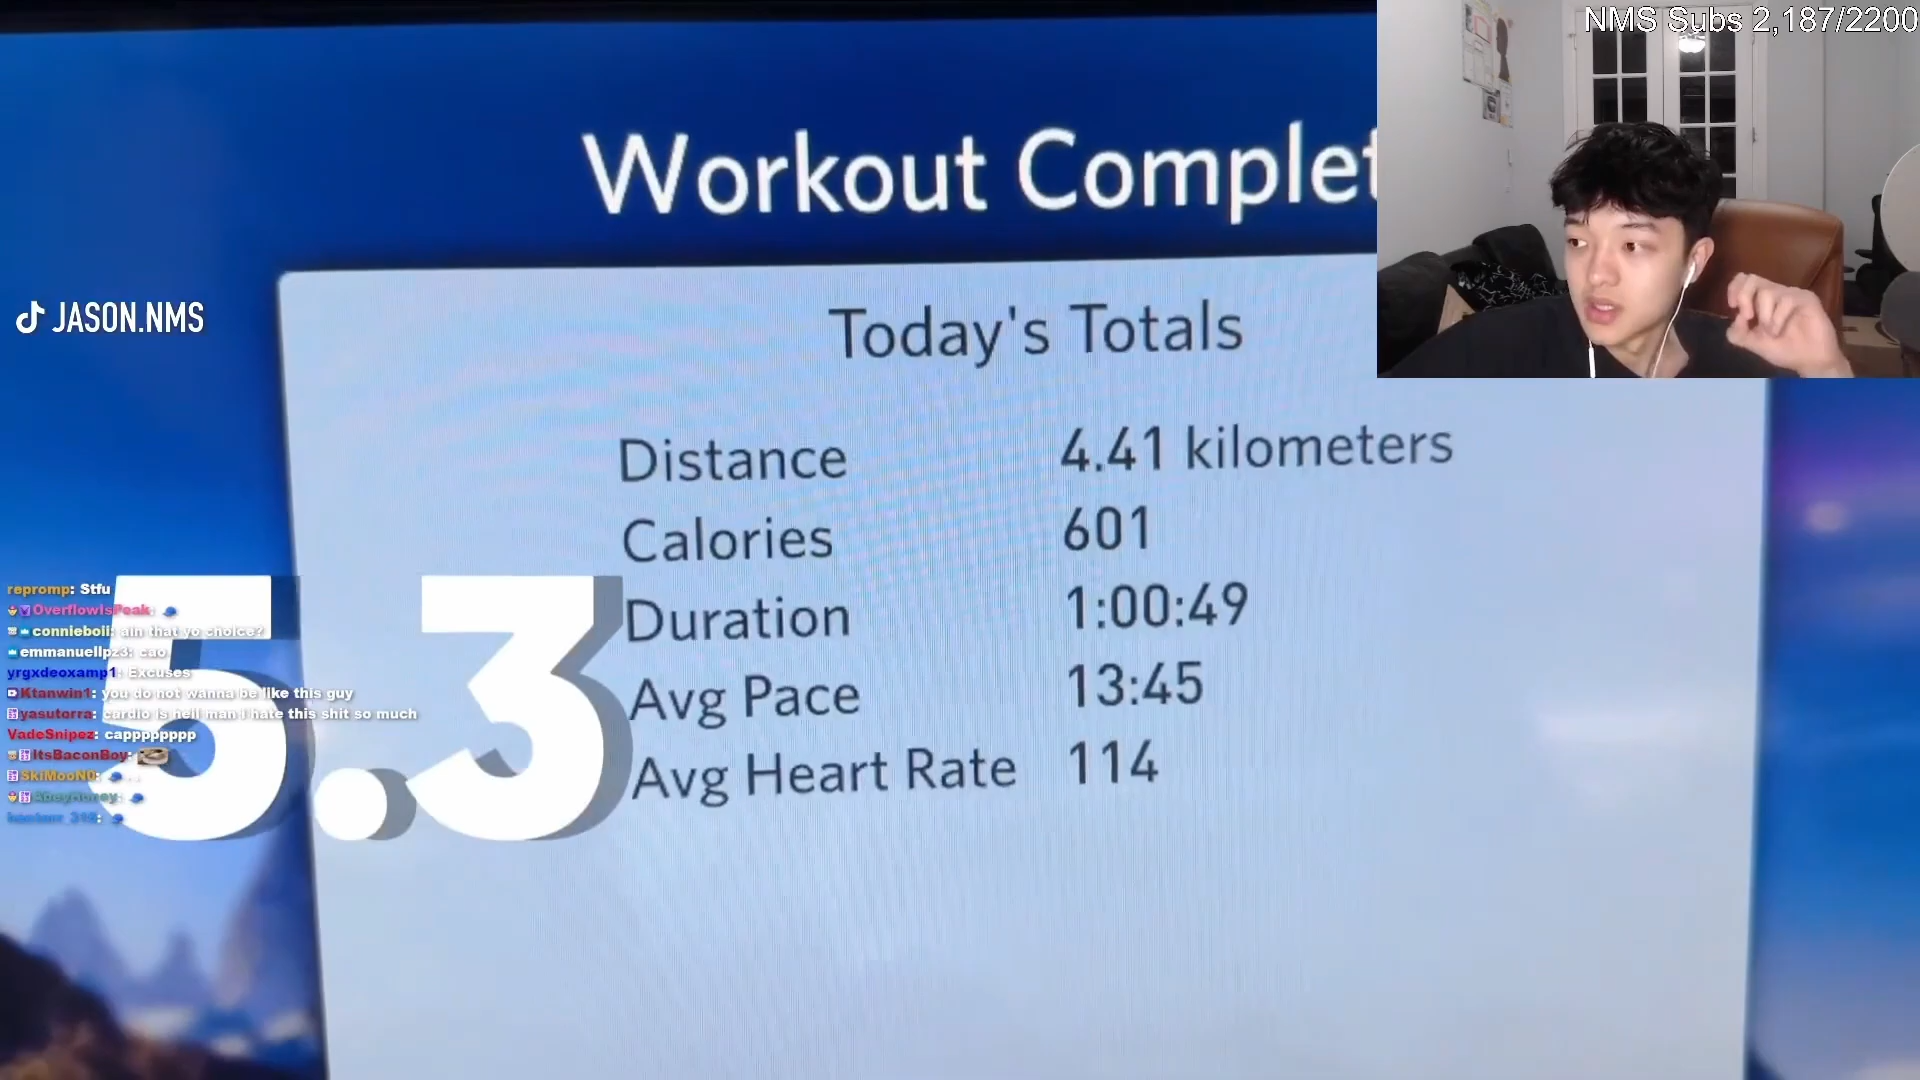 NMS Subs 2,187/2200
Workout Complet
Today's Totals
JASON.NMS
Distance 4.41 kilometers
Calories 601
Duration 1:00:49
Avg Pace 13:45
Avg Heart Rate 114
5.3
repromp: Stfu
OverflowIsPeak:
connieboii: ain that yo choice?
emmanuellpz3: cao
yrgxdeoxamp1: Excuses
Ktanwin1: you do not wanna be like this guy
yasutorra: cardio is hell man i hate this shit so much
VadeSnipez: capppppppp
ItsBaconBoy:
SkiMooN0:
AbeyHoney: